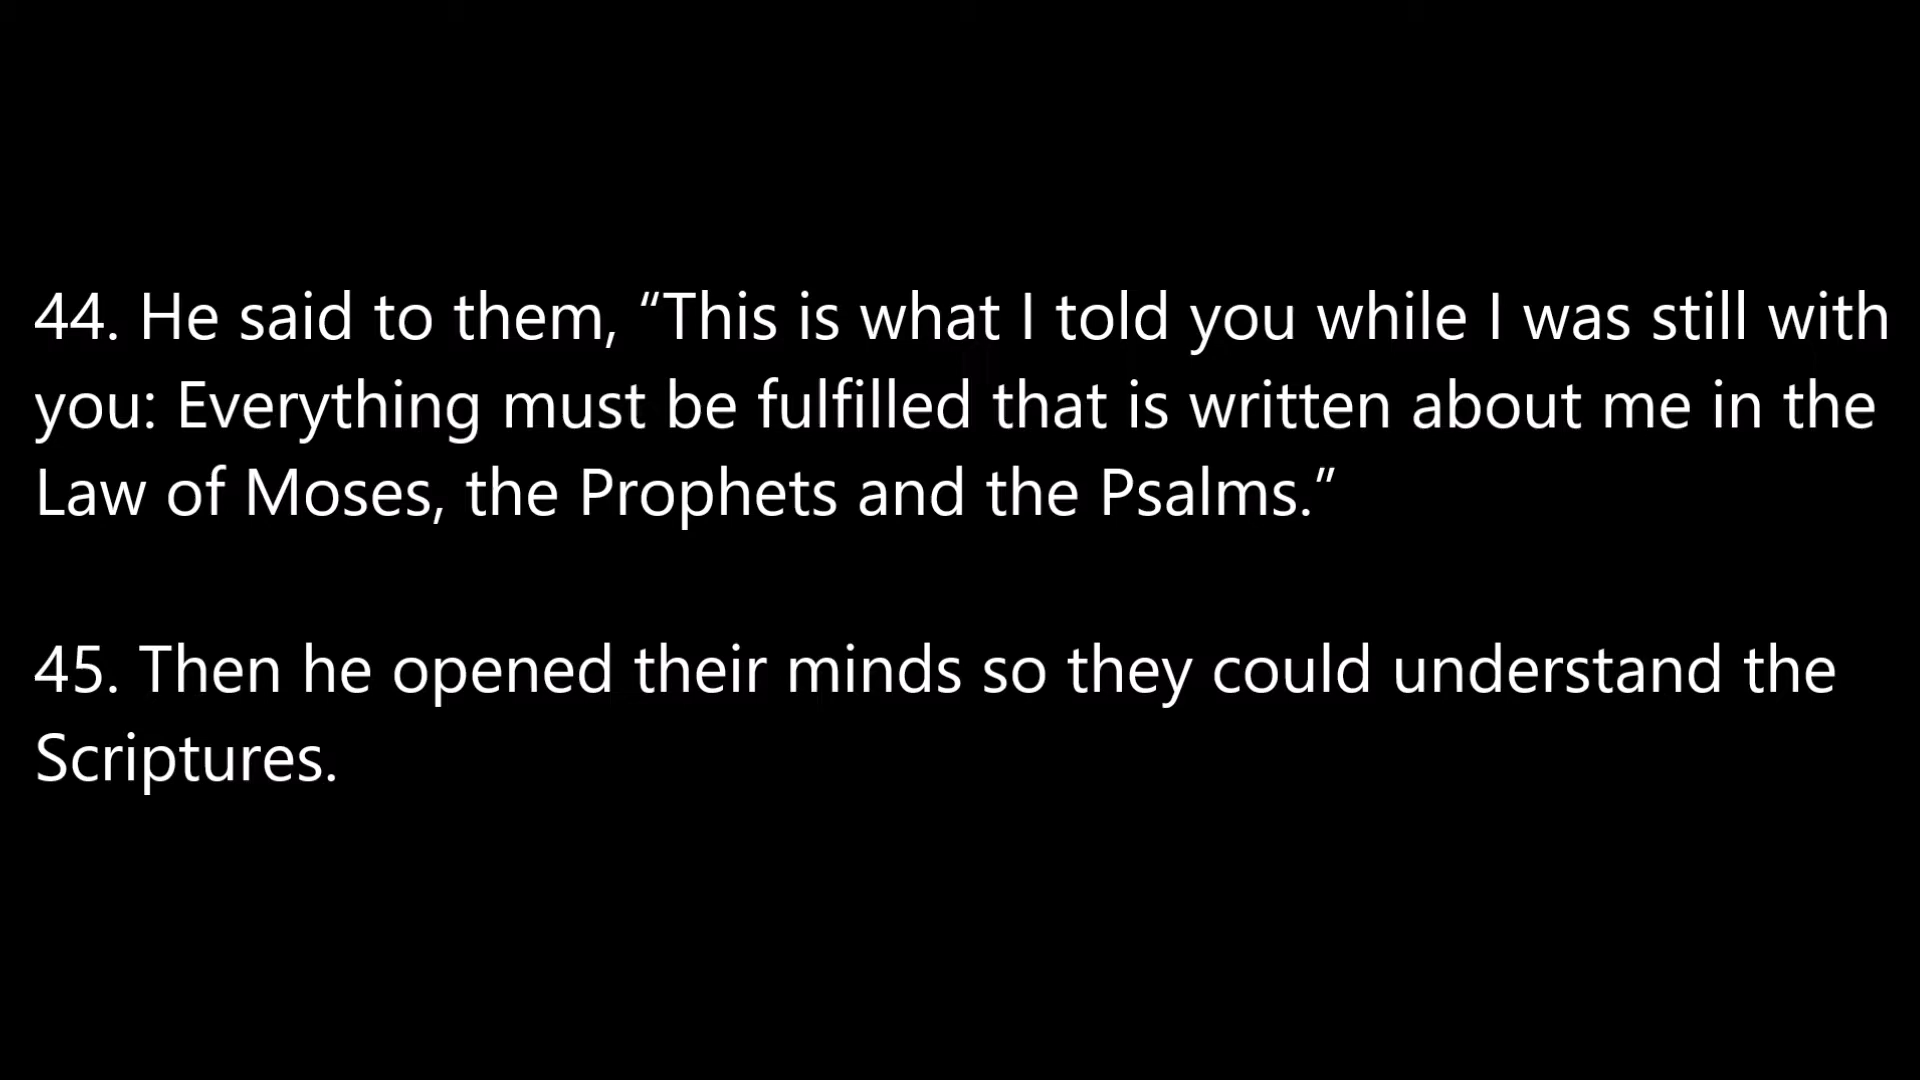 44. He said to them, “This is what I told you while I was still with
you: Everything must be fulfilled that is written about me in the
Law of Moses, the Prophets and the Psalms.”
45. Then he opened their minds so they could understand the
Scriptures.